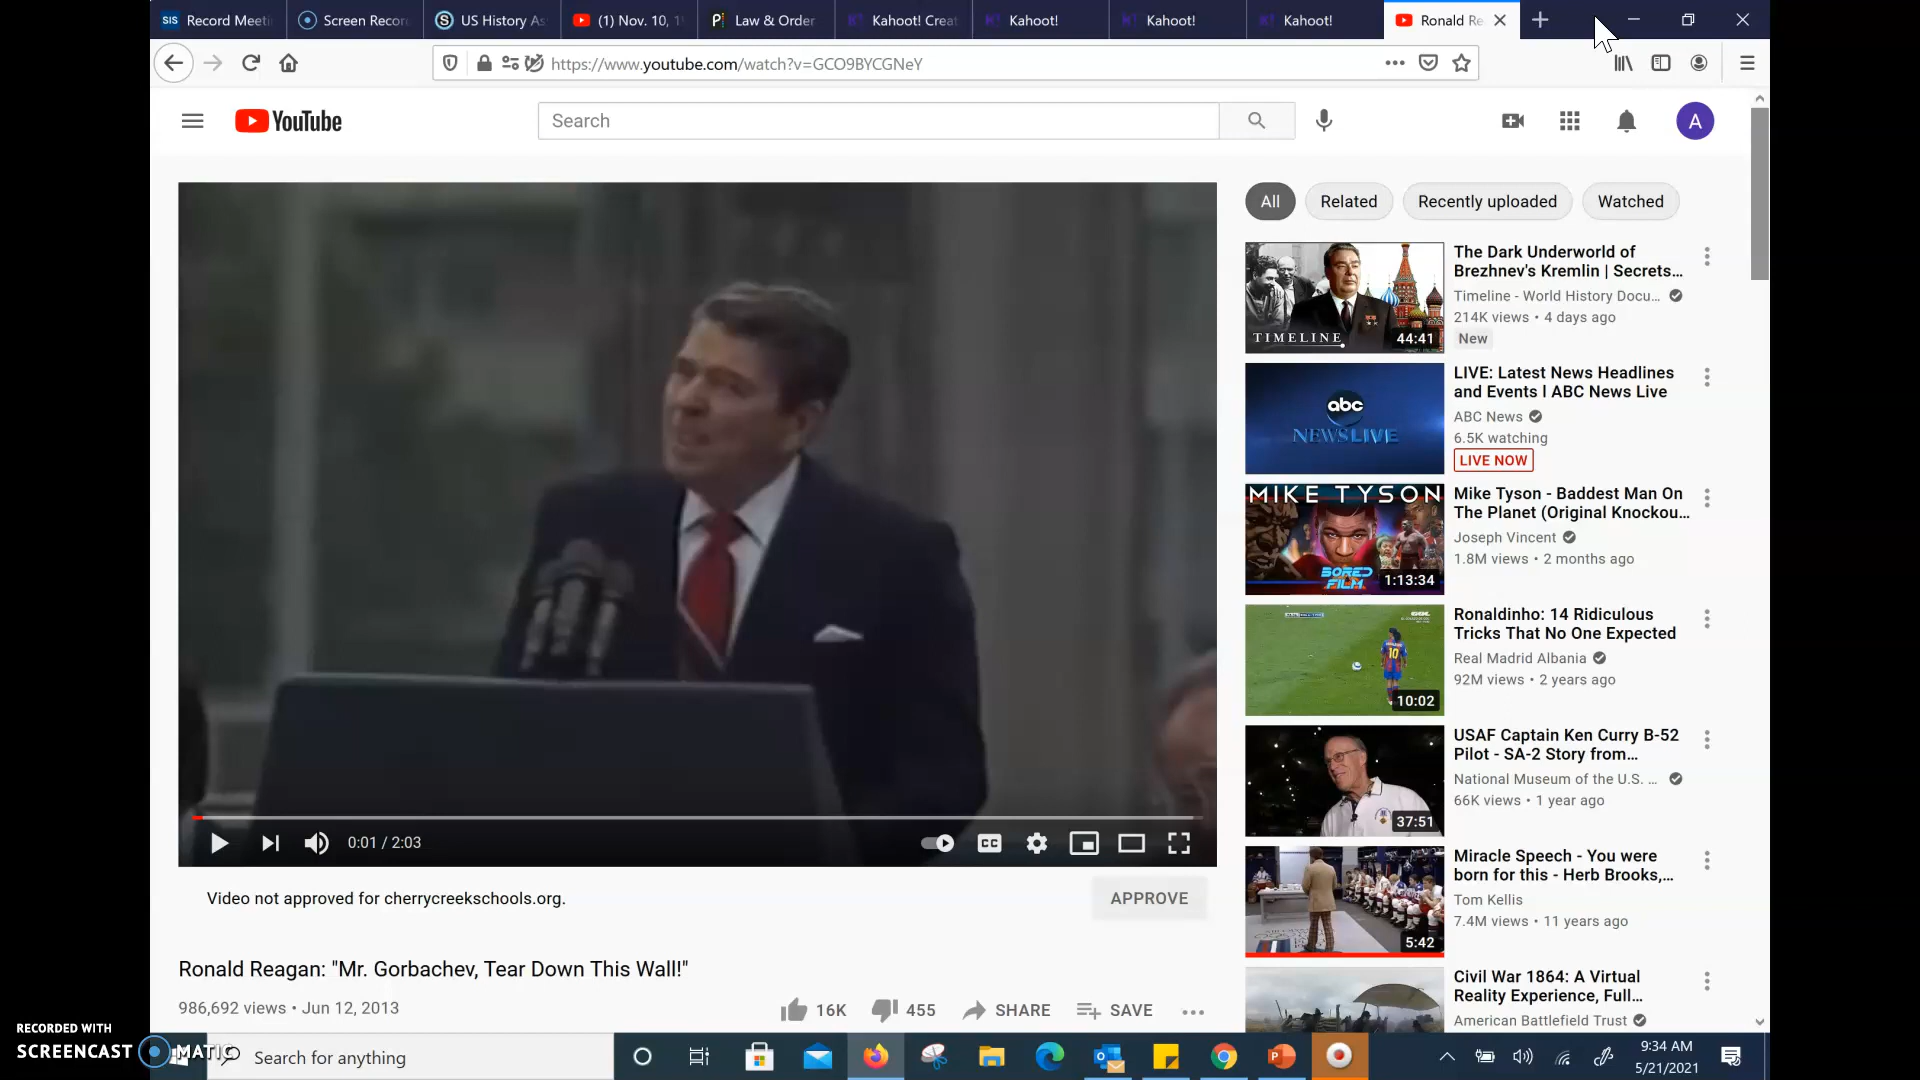 SIS Record Meeti
Screen Recor
S US History As
(1) Nov. 10, 1
Law & Order
Kahoot! Creat
Kahoot!
Kahoot!
Kahoot!
Ronald Re
https://www.youtube.com/watch?v=GCO9BYCGNeY
YouTube
Search
A
All
Related
Recently uploaded
Watched
The Dark Underworld of
Brezhnev's Kremlin | Secrets...
Timeline - World History Docu...
214K views • 4 days ago
New
TIMELINE
44:41
LIVE: Latest News Headlines
and Events l ABC News Live
ABC News
6.5K watching
LIVE NOW
abc
NEWS LIVE
Mike Tyson - Baddest Man On
The Planet (Original Knockou...
Joseph Vincent
1.8M views • 2 months ago
MIKE TYSON
BORED
FILM
1:13:34
Ronaldinho: 14 Ridiculous
Tricks That No One Expected
Real Madrid Albania
92M views • 2 years ago
10
10:02
USAF Captain Ken Curry B-52
Pilot - SA-2 Story from...
National Museum of the U.S. ...
66K views • 1 year ago
37:51
Miracle Speech - You were
born for this - Herb Brooks,...
Tom Kellis
7.4M views • 11 years ago
5:42
Civil War 1864: A Virtual
Reality Experience, Full...
American Battlefield Trust
0:01 / 2:03
CC
Video not approved for cherrycreekschools.org.
APPROVE
Ronald Reagan: "Mr. Gorbachev, Tear Down This Wall!"
986,692 views • Jun 12, 2013
16K
455
SHARE
SAVE
RECORDED WITH
SCREENCAST MATIC
Search for anything
9:34 AM
5/21/2021